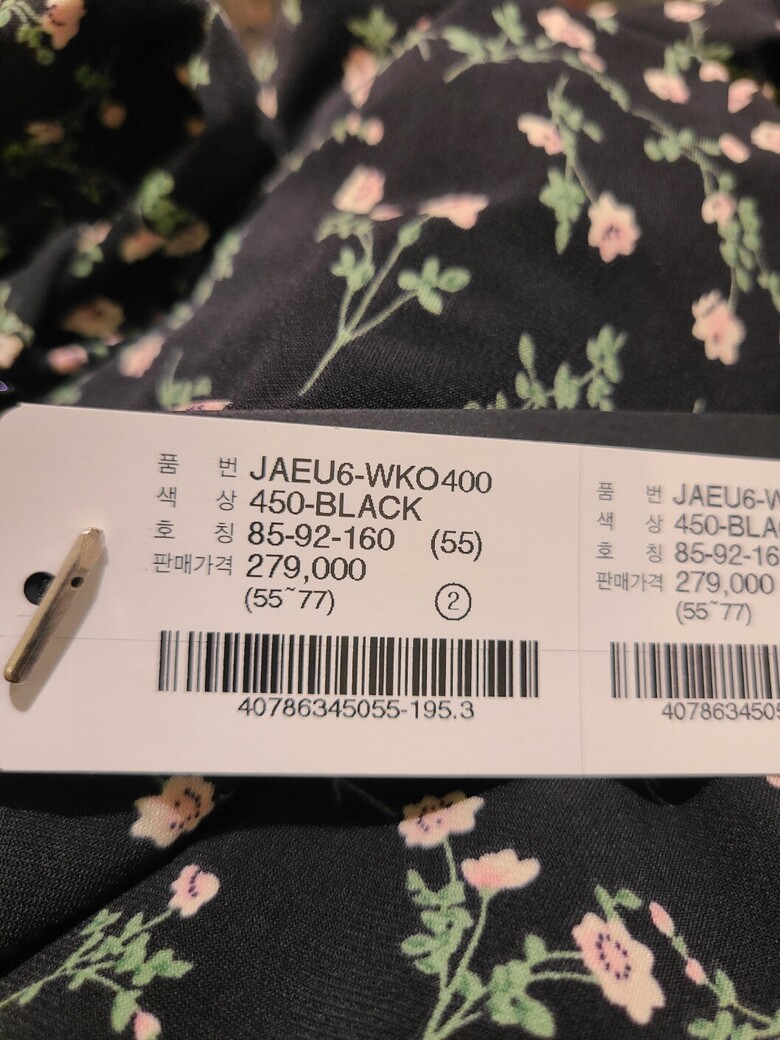 품 번 JAEU6-WKO400
색 상 450-BLACK
호 칭 85-92-160 (55)
판매가격 279,000
(55~77) ②
40786345055-195.3
품 번 JAEU6-W
색 상 450-BLA
호 칭 85-92-16
판매가격 279,000
(55~77)
4078634505